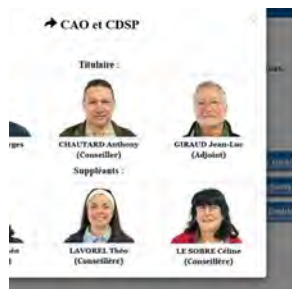 CAO et CDSP
Titulaire :
CHAUTARD Anthony
(Conseiller)
GIRAUD Jean-Luc
(Adjoint)
Suppléants :
LAVOREL Théo
(Conseillère)
LE SOBRE Céline
(Conseillère)